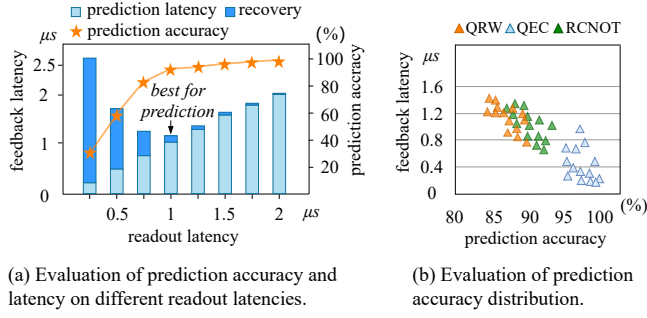 prediction latency recovery
prediction accuracy
μs
(%)
feedback latency
2.5
2
1
0
100
80
60
40
20
prediction accracy
best for
prediction
0.5 1 1.5 2 μs
readout latency
(a) Evaluation of prediction accuracy and
latency on different readout latencies.
QRW QEC RCNOT
μs
feedback latency
1.6
1.2
0.8
0.4
0
80 85 90 95 100 (%)
prediction accuracy
(b) Evaluation of prediction
accuracy distribution.